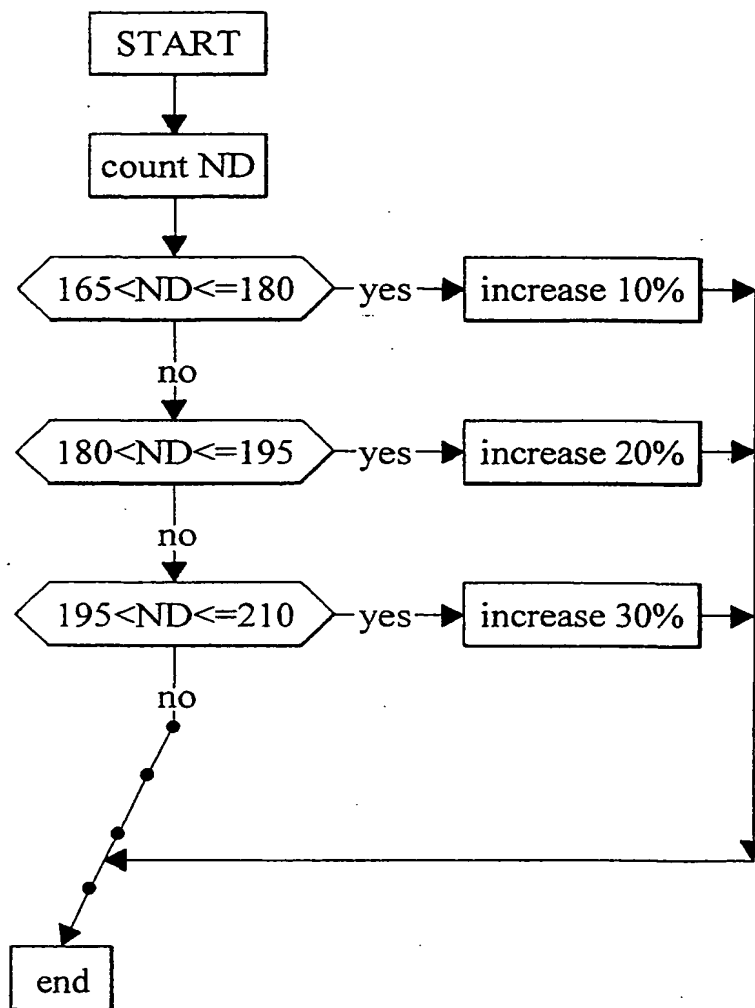 START
count ND
165<ND<=180
yes
increase 10%
no
180<ND<=195
yes
increase 20%
no
195<ND<=210
yes
increase 30%
no
end